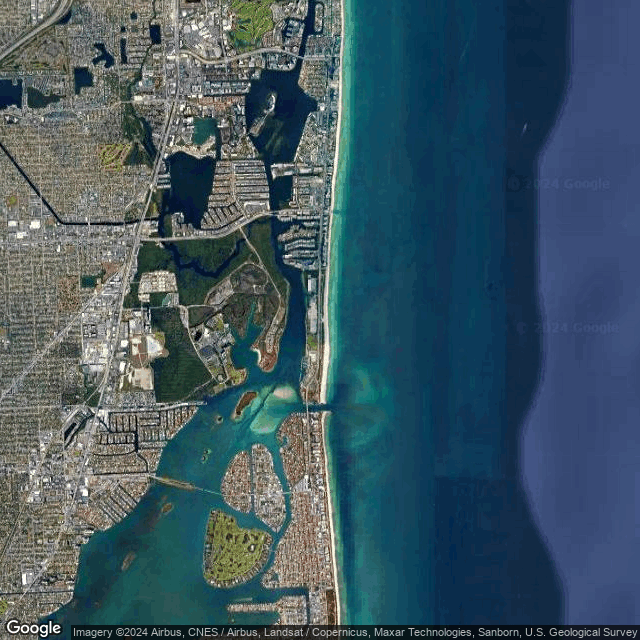 © 2024 Google
© 2024 Google
Google
Imagery ©2024 Airbus, CNES / Airbus, Landsat / Copernicus, Maxar Technologies, Sanborn, U.S. Geological Survey